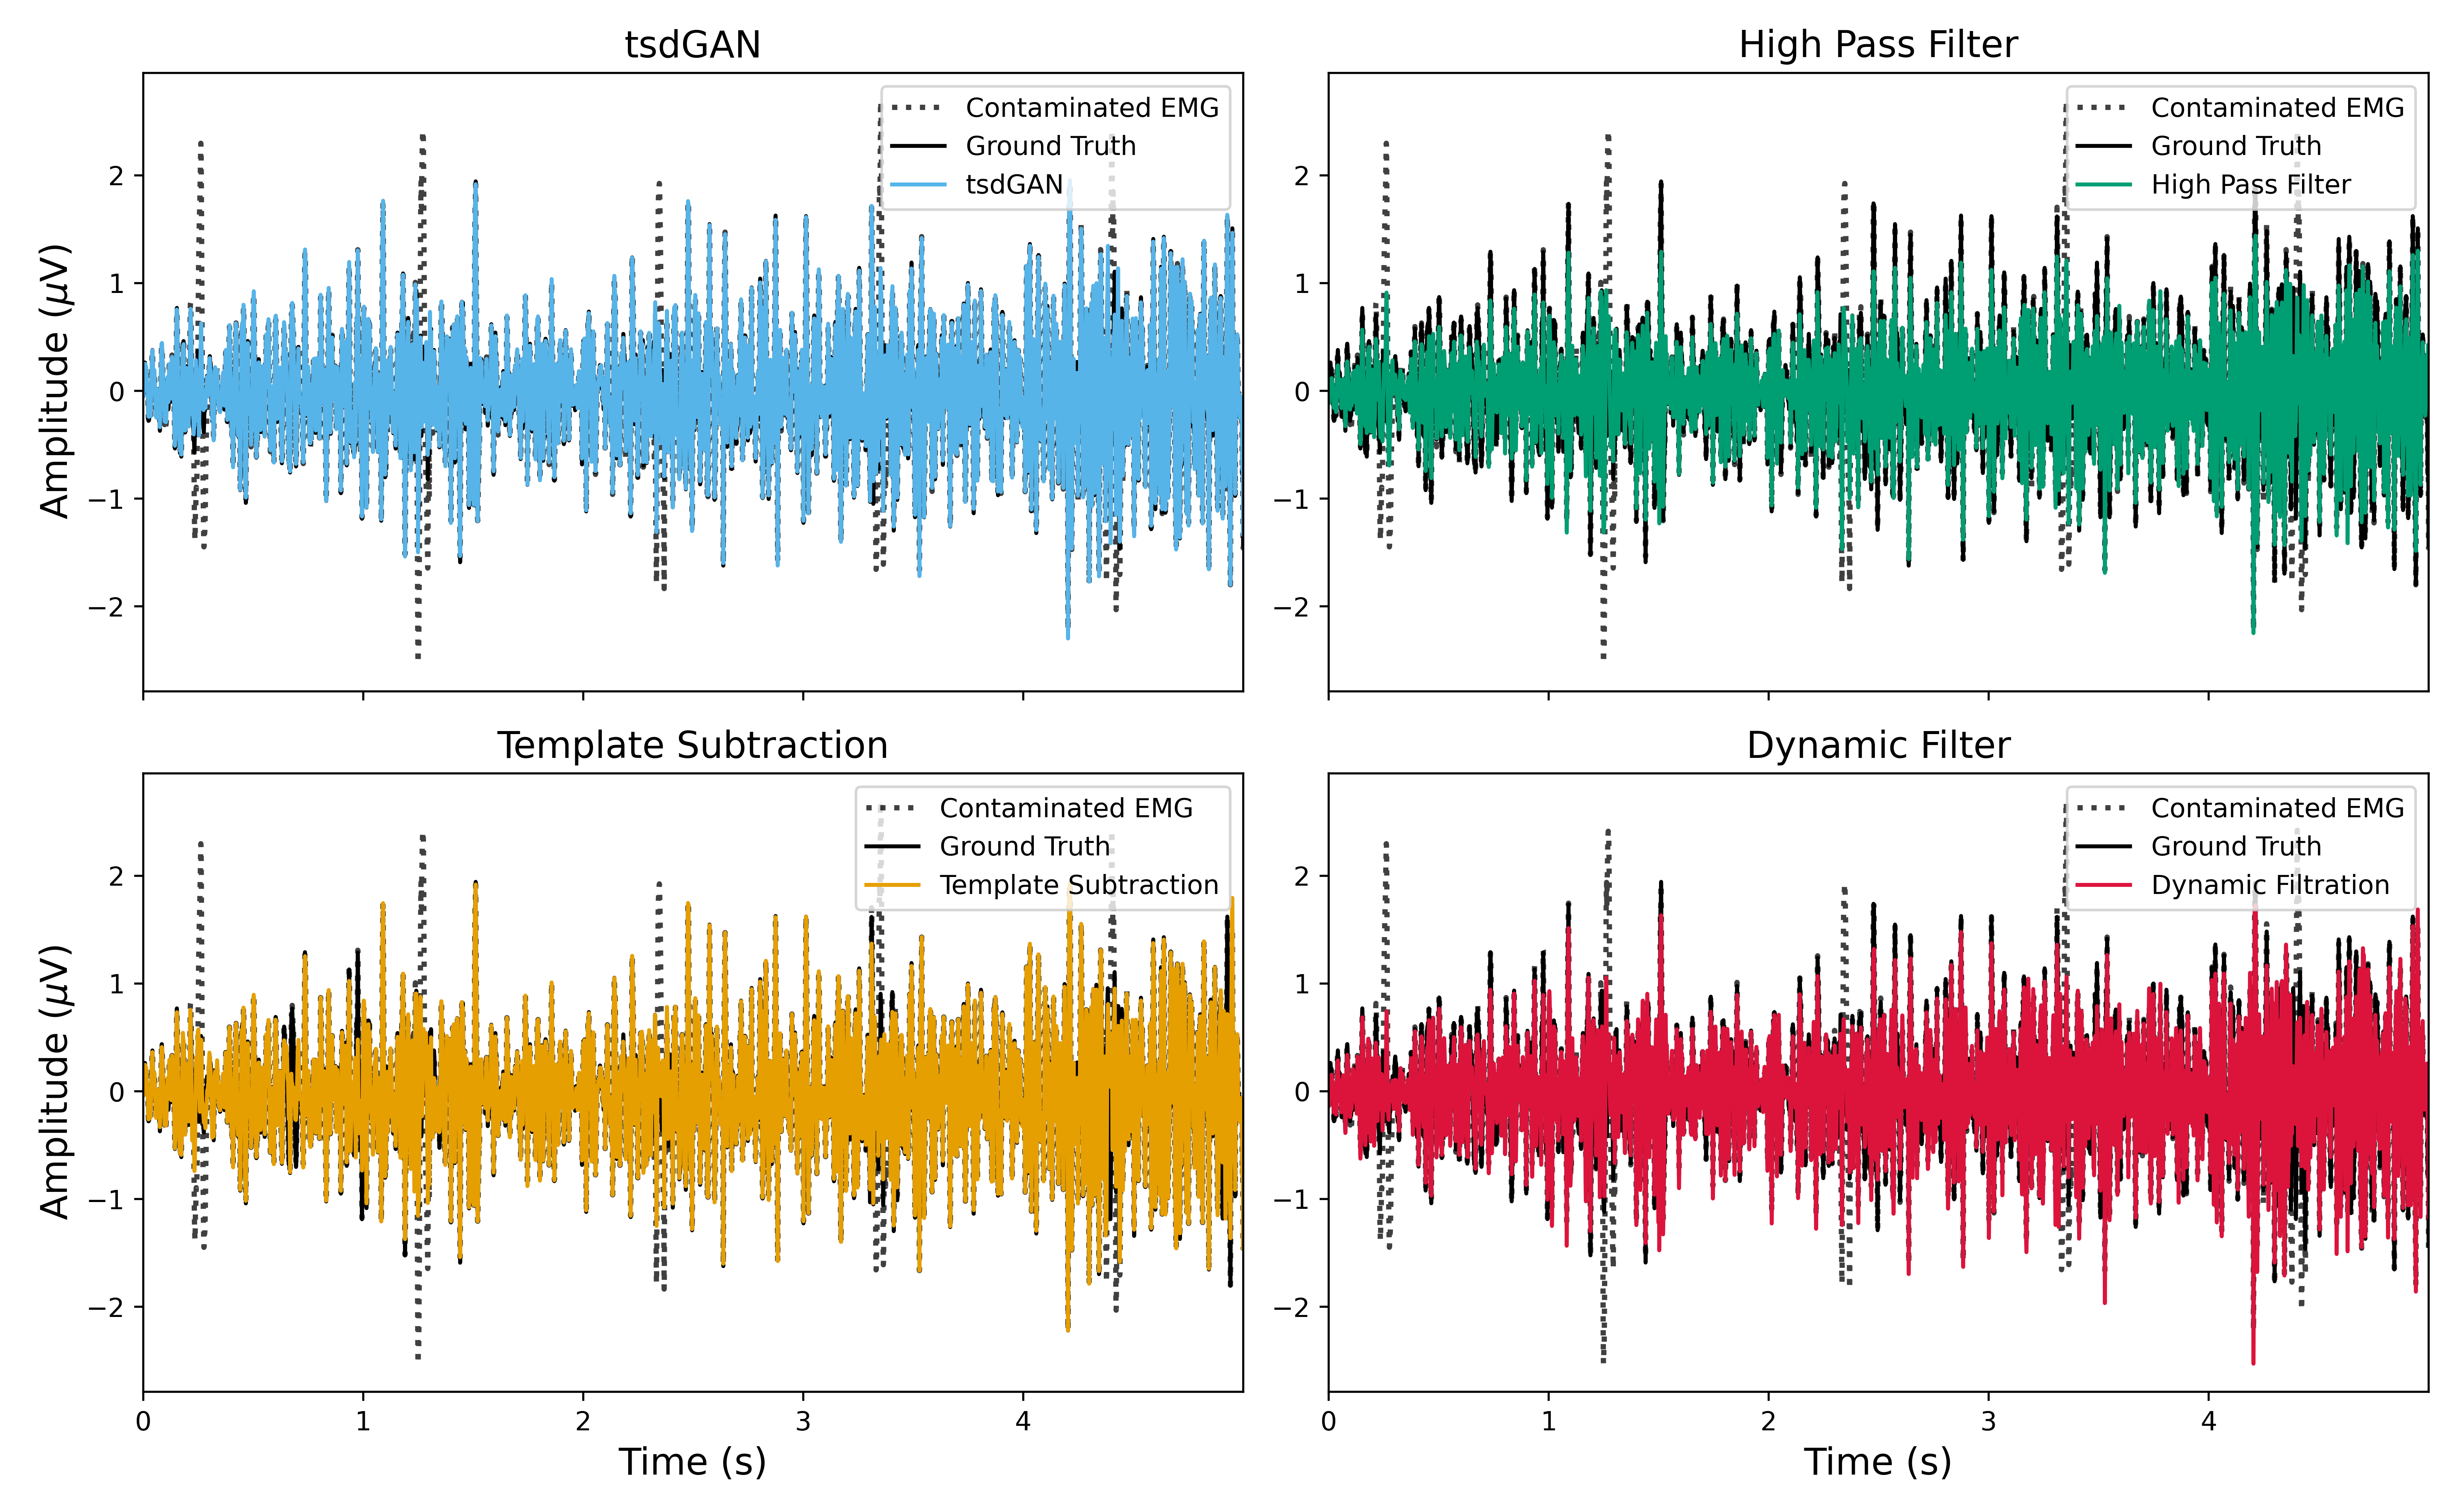 tsdGAN
Contaminated EMG
Ground Truth
tsdGAN
2
1
0
−1
−2
Amplitude (μV)
High Pass Filter
Contaminated EMG
Ground Truth
High Pass Filter
2
1
0
−1
−2
Template Subtraction
Contaminated EMG
Ground Truth
Template Subtraction
2
1
0
−1
−2
Amplitude (μV)
0 1 2 3 4
Time (s)
Dynamic Filter
Contaminated EMG
Ground Truth
Dynamic Filtration
2
1
0
−1
−2
0 1 2 3 4
Time (s)